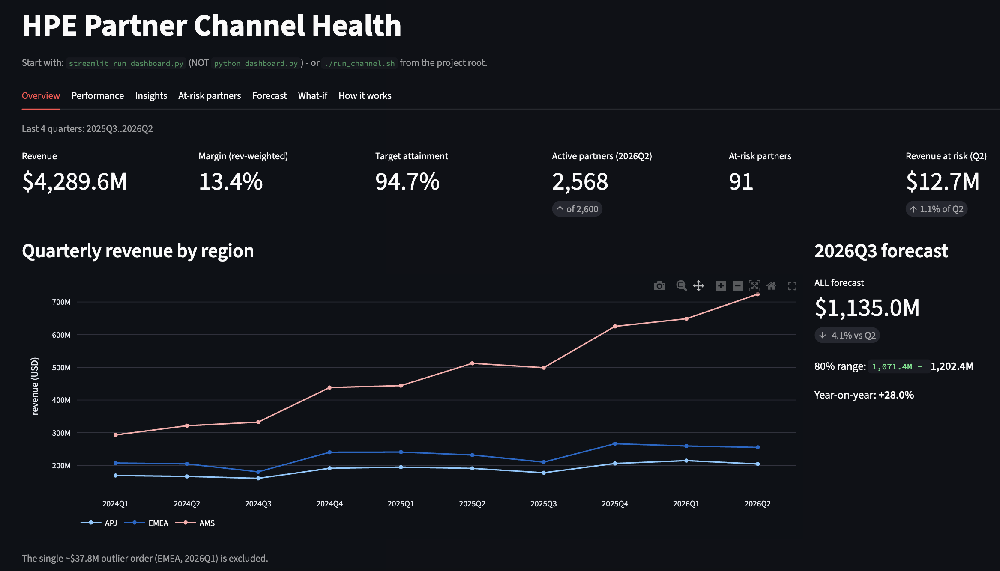 HPE Partner Channel Health
Start with: streamlit run dashboard.py (NOT python dashboard.py ) - or ./run_channel.sh from the project root.
Overview Performance Insights At-risk partners Forecast What-if How it works
Last 4 quarters: 2025Q3..2026Q2
Revenue
$4,289.6M
Margin (rev-weighted)
13.4%
Target attainment
94.7%
Active partners (2026Q2)
2,568
↑ of 2,600
At-risk partners
91
Revenue at risk (Q2)
$12.7M
↑ 1.1% of Q2
Quarterly revenue by region
700M
600M
500M
400M
300M
200M
revenue (USD)
2024Q1 2024Q2 2024Q3 2024Q4 2025Q1 2025Q2 2025Q3 2025Q4 2026Q1 2026Q2
APJ EMEA AMS
2026Q3 forecast
ALL forecast
$1,135.0M
↓ -4.1% vs Q2
80% range: 1,071.4M - 1,202.4M
Year-on-year: +28.0%
The single ~$37.8M outlier order (EMEA, 2026Q1) is excluded.